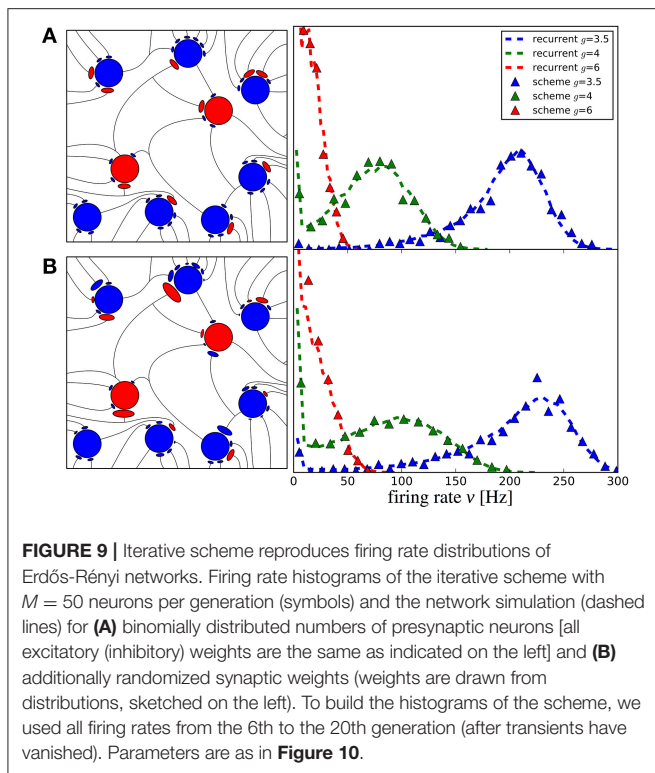 A
recurrent g=3.5
recurrent g=4
recurrent g=6
scheme g=3.5
scheme g=4
scheme g=6
B
0 50 100 150 200 250 300
firing rate ν [Hz]
FIGURE 9 | Iterative scheme reproduces firing rate distributions of
Erdős-Rényi networks. Firing rate histograms of the iterative scheme with
M = 50 neurons per generation (symbols) and the network simulation (dashed
lines) for (A) binomially distributed numbers of presynaptic neurons [all
excitatory (inhibitory) weights are the same as indicated on the left] and (B)
additionally randomized synaptic weights (weights are drawn from
distributions, sketched on the left). To build the histograms of the scheme, we
used all firing rates from the 6th to the 20th generation (after transients have
vanished). Parameters are as in Figure 10.